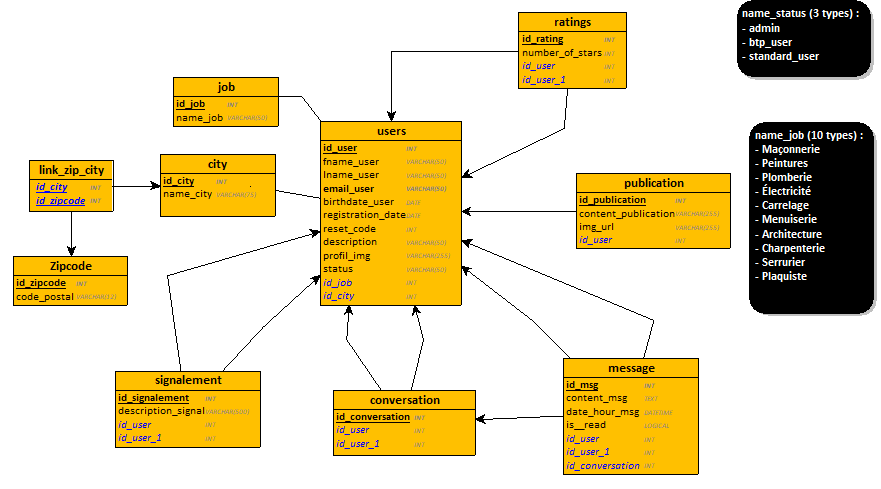 ratings
id_rating INT
number_of_stars INT
id_user INT
id_user_1 INT
name_status (3 types) :
- admin
- btp_user
- standard_user
job
id_job INT
name_job VARCHAR(50)
users
id_user INT
fname_user VARCHAR(50)
lname_user VARCHAR(50)
email_user VARCHAR(50)
birthdate_user DATE
registration_date DATE
reset_code INT
description VARCHAR(50)
profil_img VARCHAR(255)
status VARCHAR(50)
id_job INT
id_city INT
name_job (10 types) :
- Maçonnerie
- Peintures
- Plomberie
- Électricité
- Carrelage
- Menuiserie
- Architecture
- Charpenterie
- Serrurier
- Plaquiste
link_zip_city
id_city INT
id_zipcode INT
city
id_city INT
name_city VARCHAR(75)
publication
id_publication INT
content_publication VARCHAR(255)
img_url VARCHAR(255)
id_user INT
Zipcode
id_zipcode INT
code_postal VARCHAR(12)
signalement
id_signalement INT
description_signal VARCHAR(500)
id_user INT
id_user_1 INT
conversation
id_conversation INT
id_user INT
id_user_1 INT
message
id_msg INT
content_msg TEXT
date_hour_msg DATETIME
is__read LOGICAL
id_user INT
id_user_1 INT
id_conversation INT